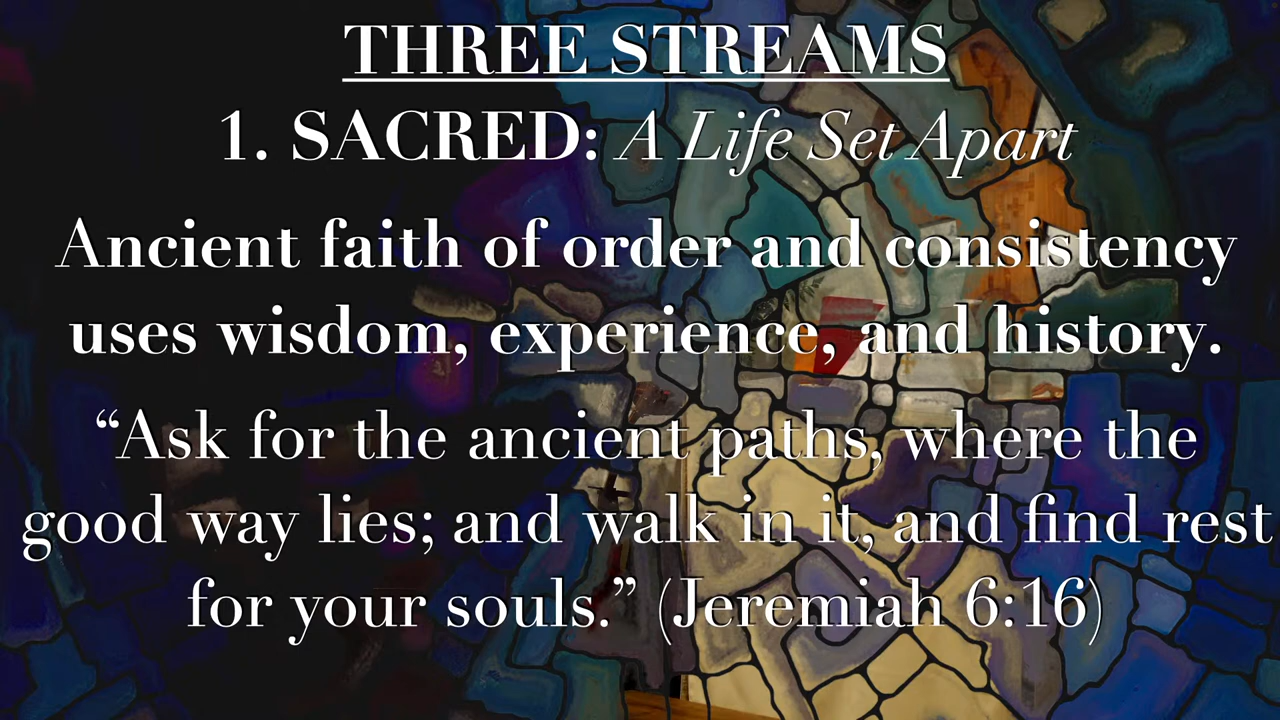 THREE STREAMS
1. SACRED: A Life Set Apart
Ancient faith of order and consistency
uses wisdom, experience, and history.
“Ask for the ancient paths, where the
good way lies; and walk in it, and find rest
for your souls.” (Jeremiah 6:16)